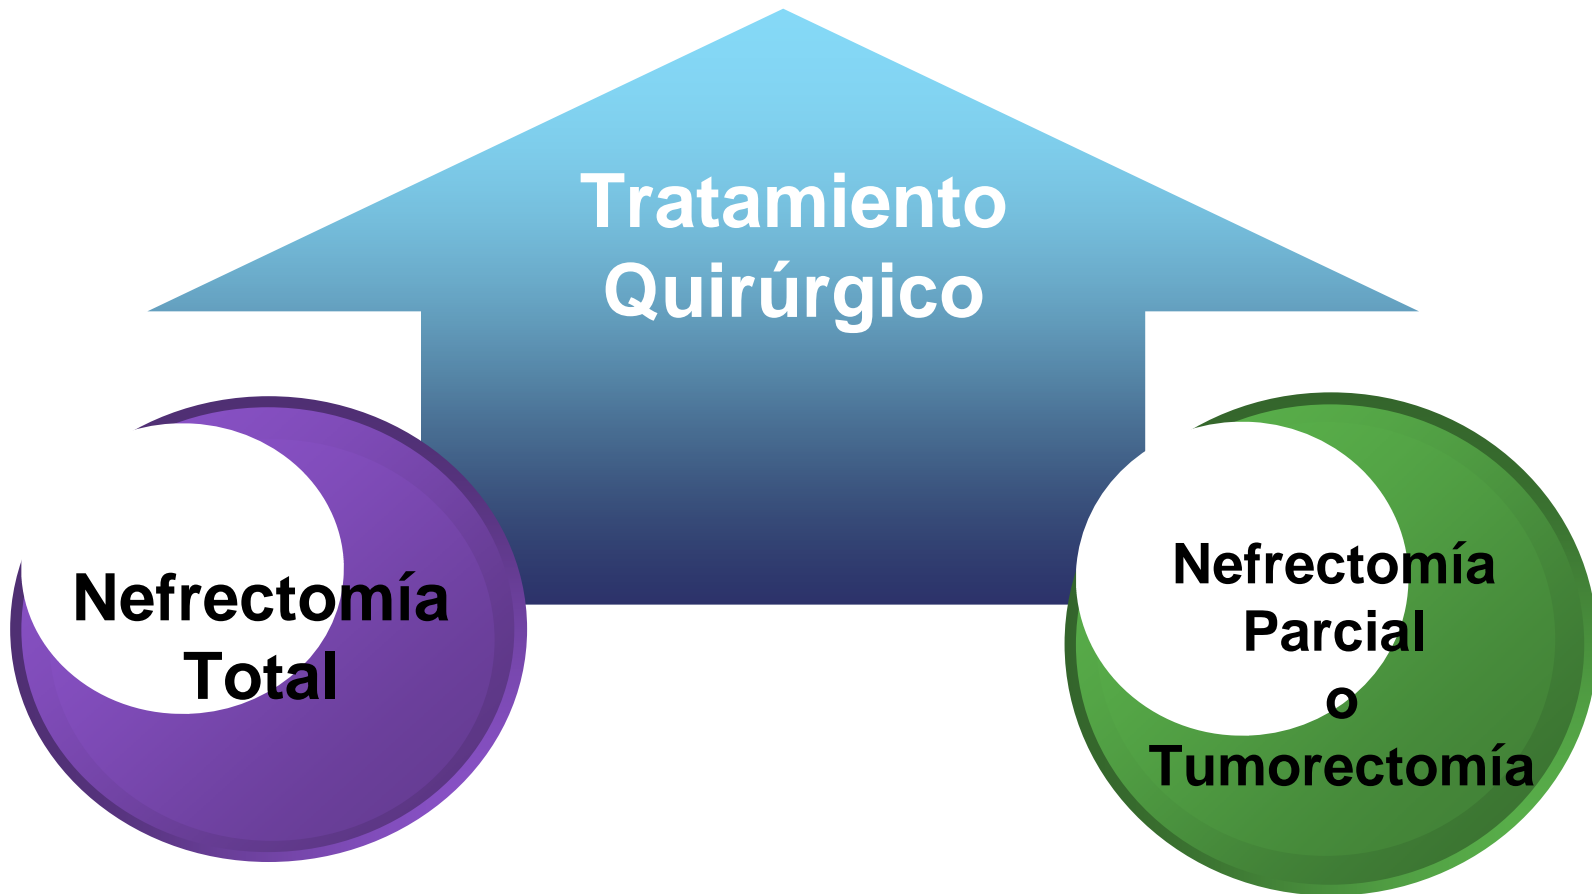 Tratamiento
Quirúrgico
Nefrectomía
Total
Nefrectomía
Parcial
o
Tumorectomía